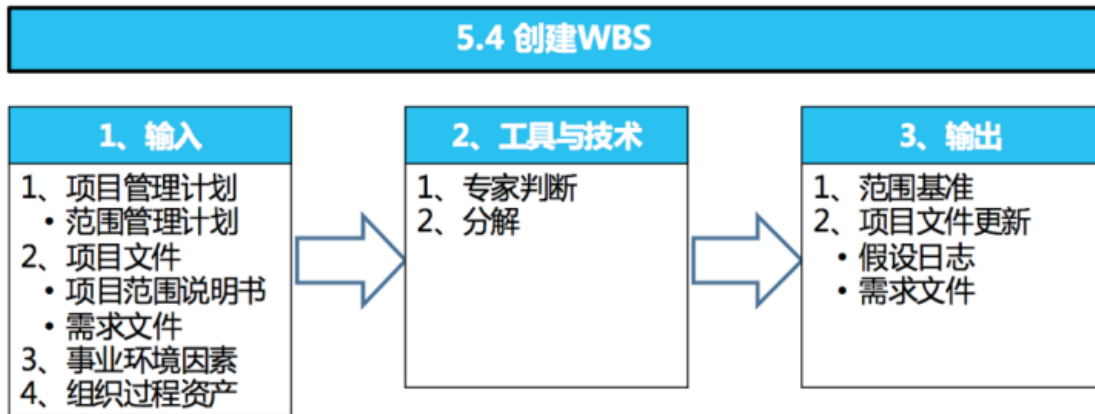 5.4 创建WBS
1、输入
1、项目管理计划
• 范围管理计划
2、项目文件
• 项目范围说明书
• 需求文件
3、事业环境因素
4、组织过程资产
2、工具与技术
1、专家判断
2、分解
3、输出
1、范围基准
2、项目文件更新
• 假设日志
• 需求文件